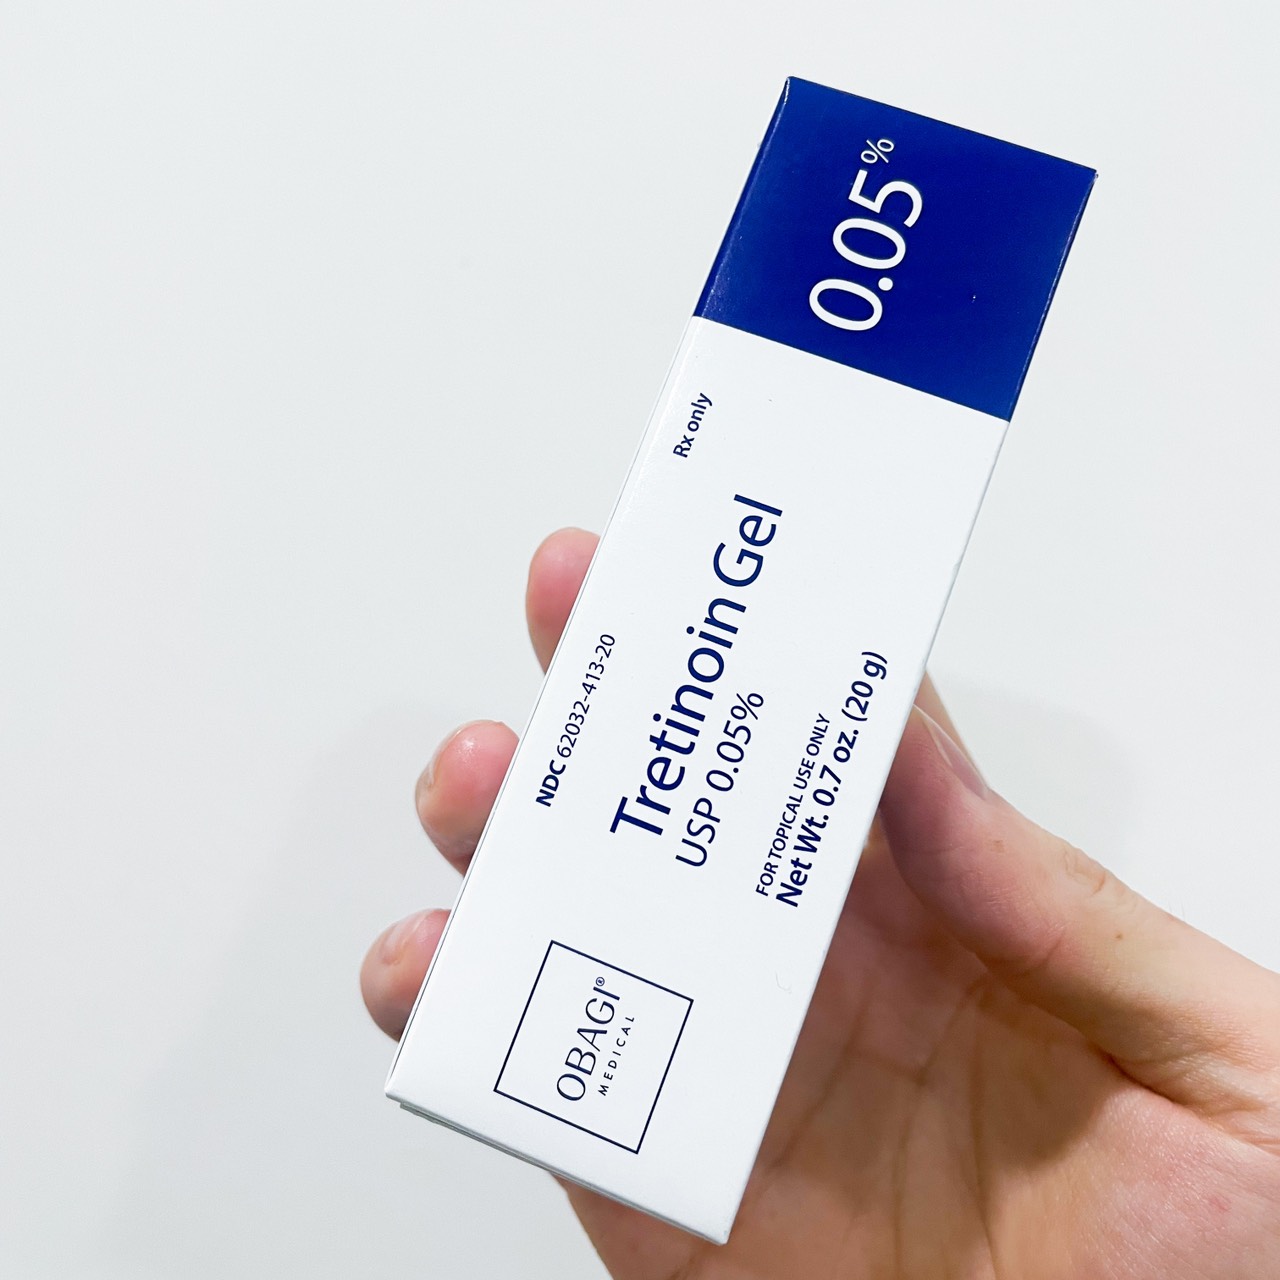 0.05%
Rx only
NDC 62032-413-20
Tretinoin Gel
USP 0.05%
FOR TOPICAL USE ONLY
Net Wt. 0.7 oz. (20 g)
OBAGI®
MEDICAL